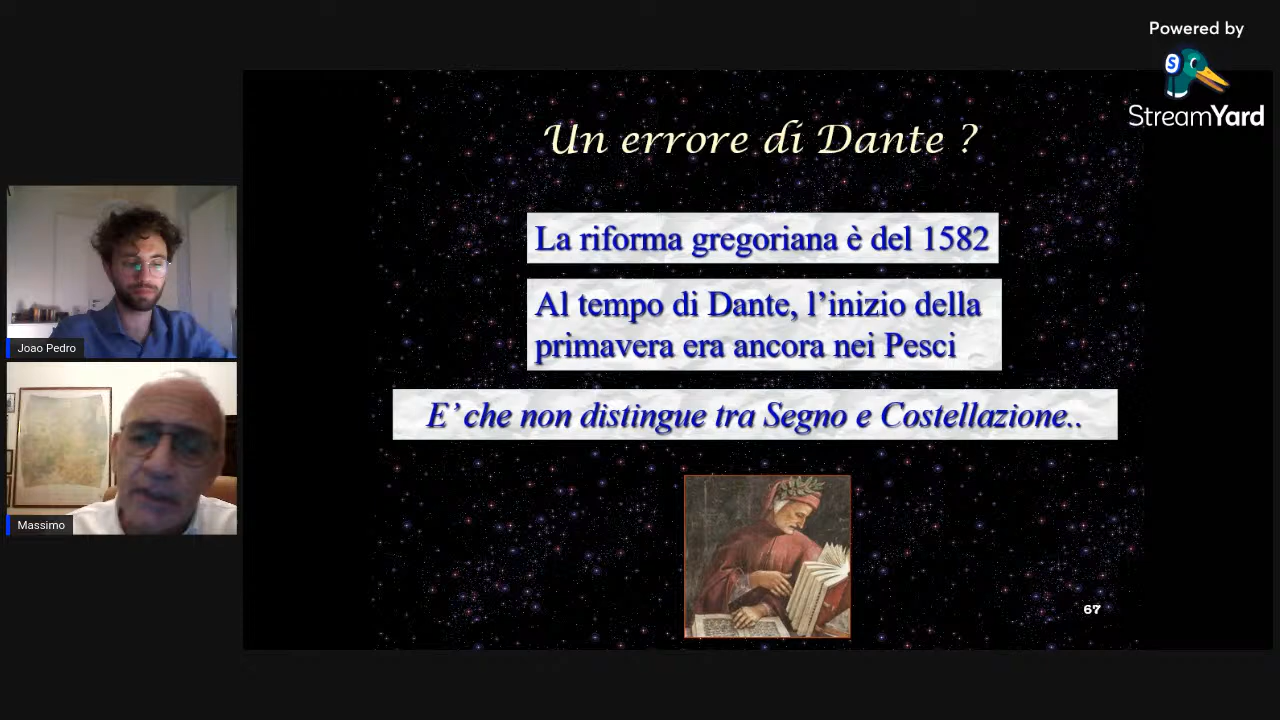 Powered by
StreamYard
Un errore di Dante ?
La riforma gregoriana è del 1582
Al tempo di Dante, l’inizio della
primavera era ancora nei Pesci
E’ che non distingue tra Segno e Costellazione..
Joao Pedro
Massimo
67